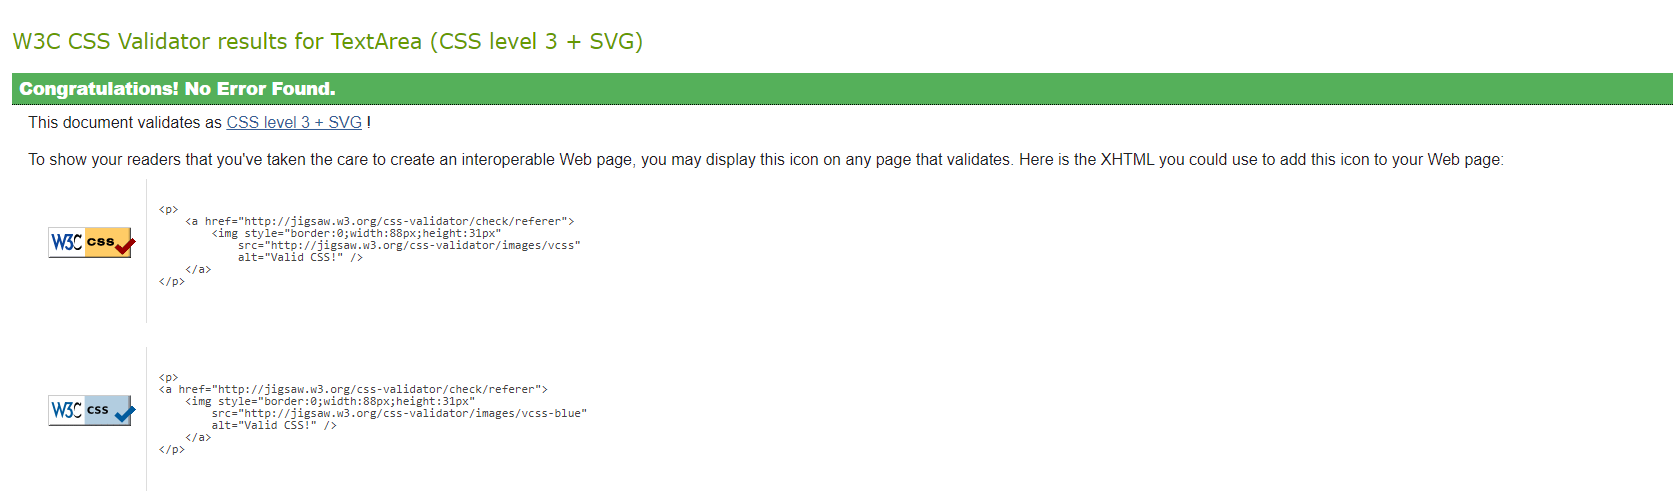 W3C CSS Validator results for TextArea (CSS level 3 + SVG)
Congratulations! No Error Found.
This document validates as CSS level 3 + SVG !
To show your readers that you've taken the care to create an interoperable Web page, you may display this icon on any page that validates. Here is the XHTML you could use to add this icon to your Web page:
W3C css
<p>
    <a href="http://jigsaw.w3.org/css-validator/check/referer">
        <img style="border:0;width:88px;height:31px"
            src="http://jigsaw.w3.org/css-validator/images/vcss"
            alt="Valid CSS!" />
    </a>
</p>
W3C css
<p>
<a href="http://jigsaw.w3.org/css-validator/check/referer">
    <img style="border:0;width:88px;height:31px"
        src="http://jigsaw.w3.org/css-validator/images/vcss-blue"
        alt="Valid CSS!" />
    </a>
</p>